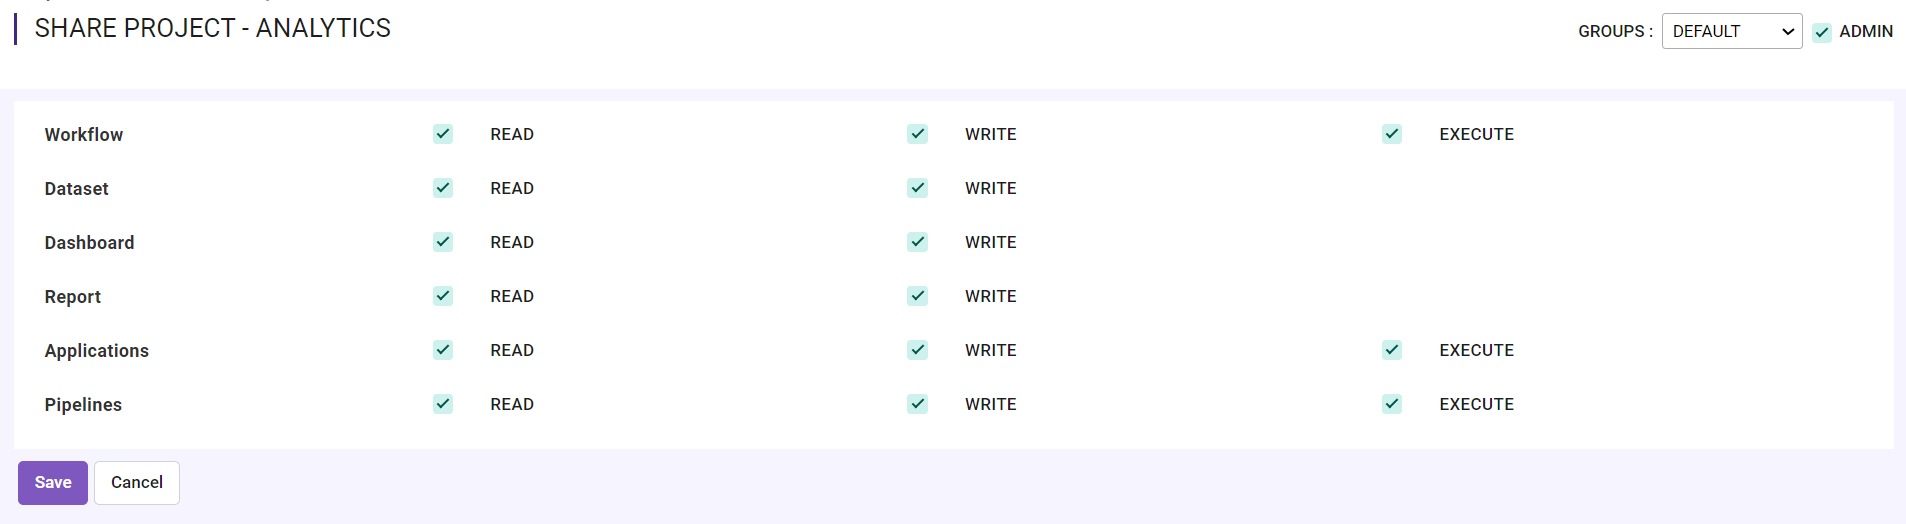 SHARE PROJECT - ANALYTICS
GROUPS : DEFAULT ADMIN
Workflow READ WRITE EXECUTE
Dataset READ WRITE
Dashboard READ WRITE
Report READ WRITE
Applications READ WRITE EXECUTE
Pipelines READ WRITE EXECUTE
Save Cancel